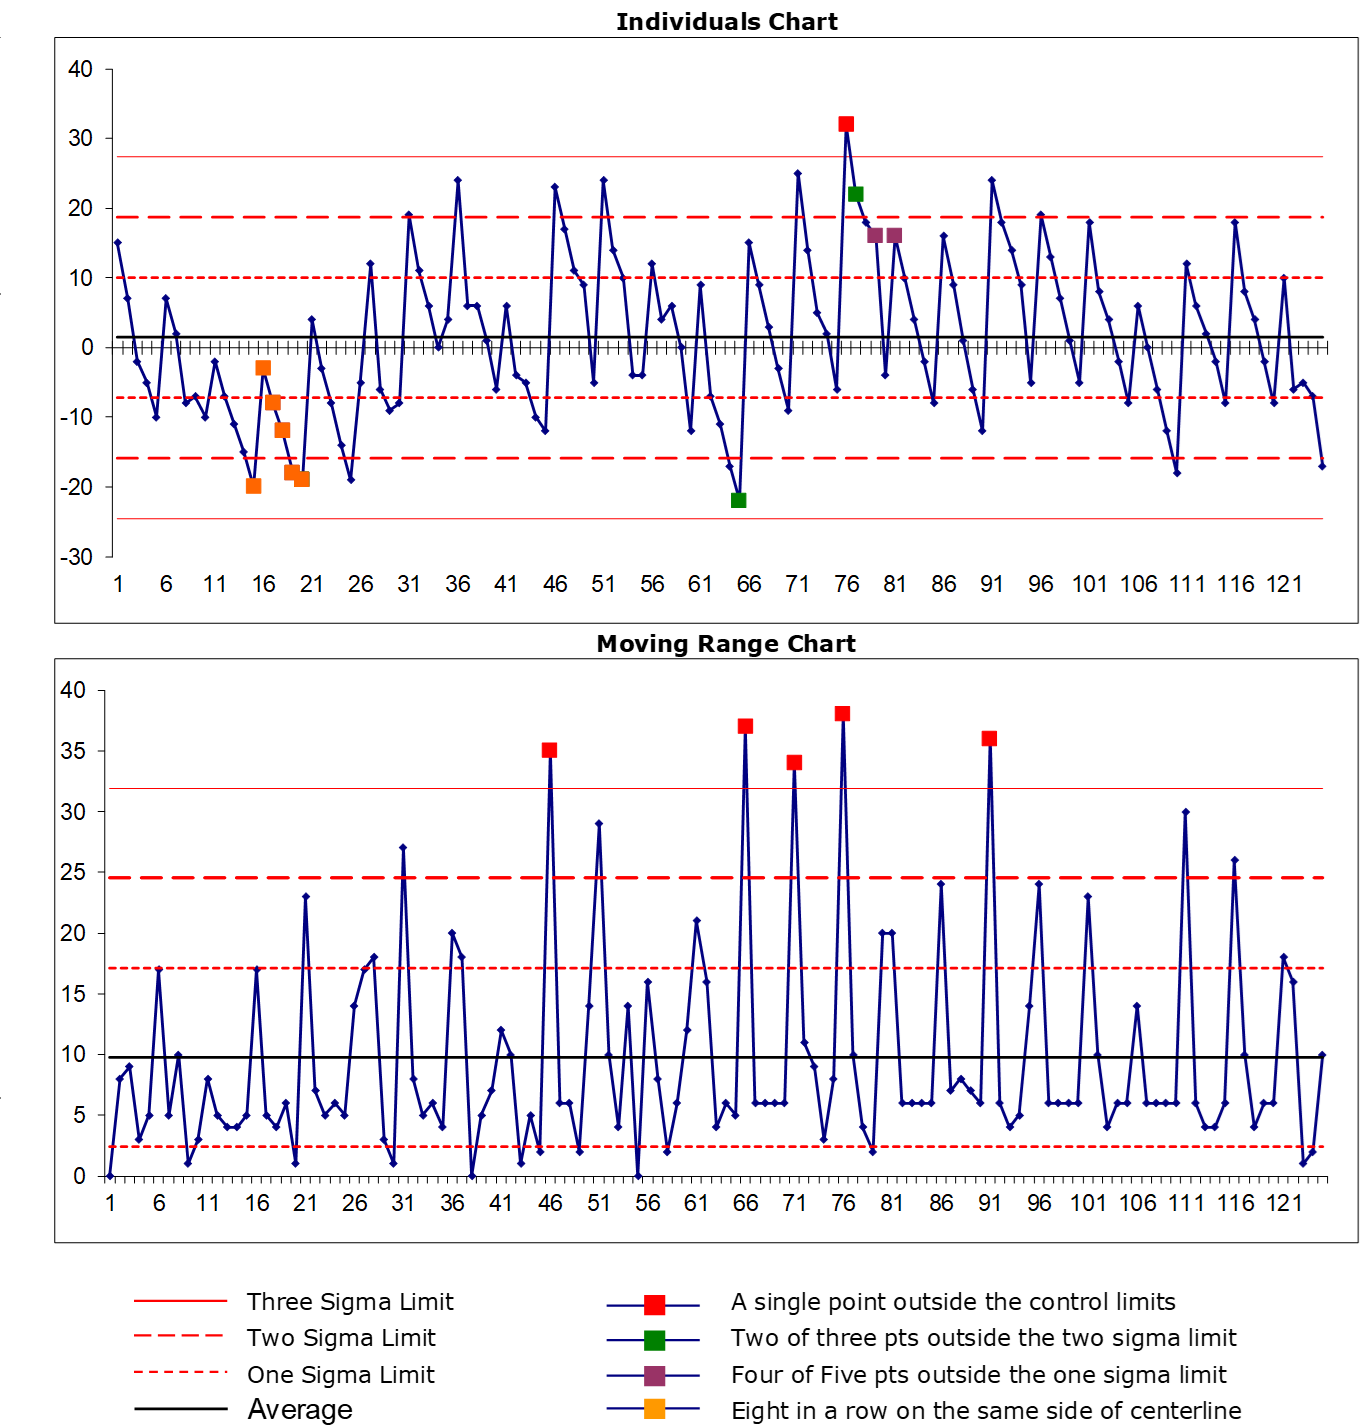 Individuals Chart
40
30
20
10
0
-10
-20
-30
1 6 11 16 21 26 31 36 41 46 51 56 61 66 71 76 81 86 91 96 101 106 111 116 121
Moving Range Chart
40
35
30
25
20
15
10
5
0
1 6 11 16 21 26 31 36 41 46 51 56 61 66 71 76 81 86 91 96 101 106 111 116 121
Three Sigma Limit A single point outside the control limits
Two Sigma Limit Two of three pts outside the two sigma limit
One Sigma Limit Four of Five pts outside the one sigma limit
Average Eight in a row on the same side of centerline